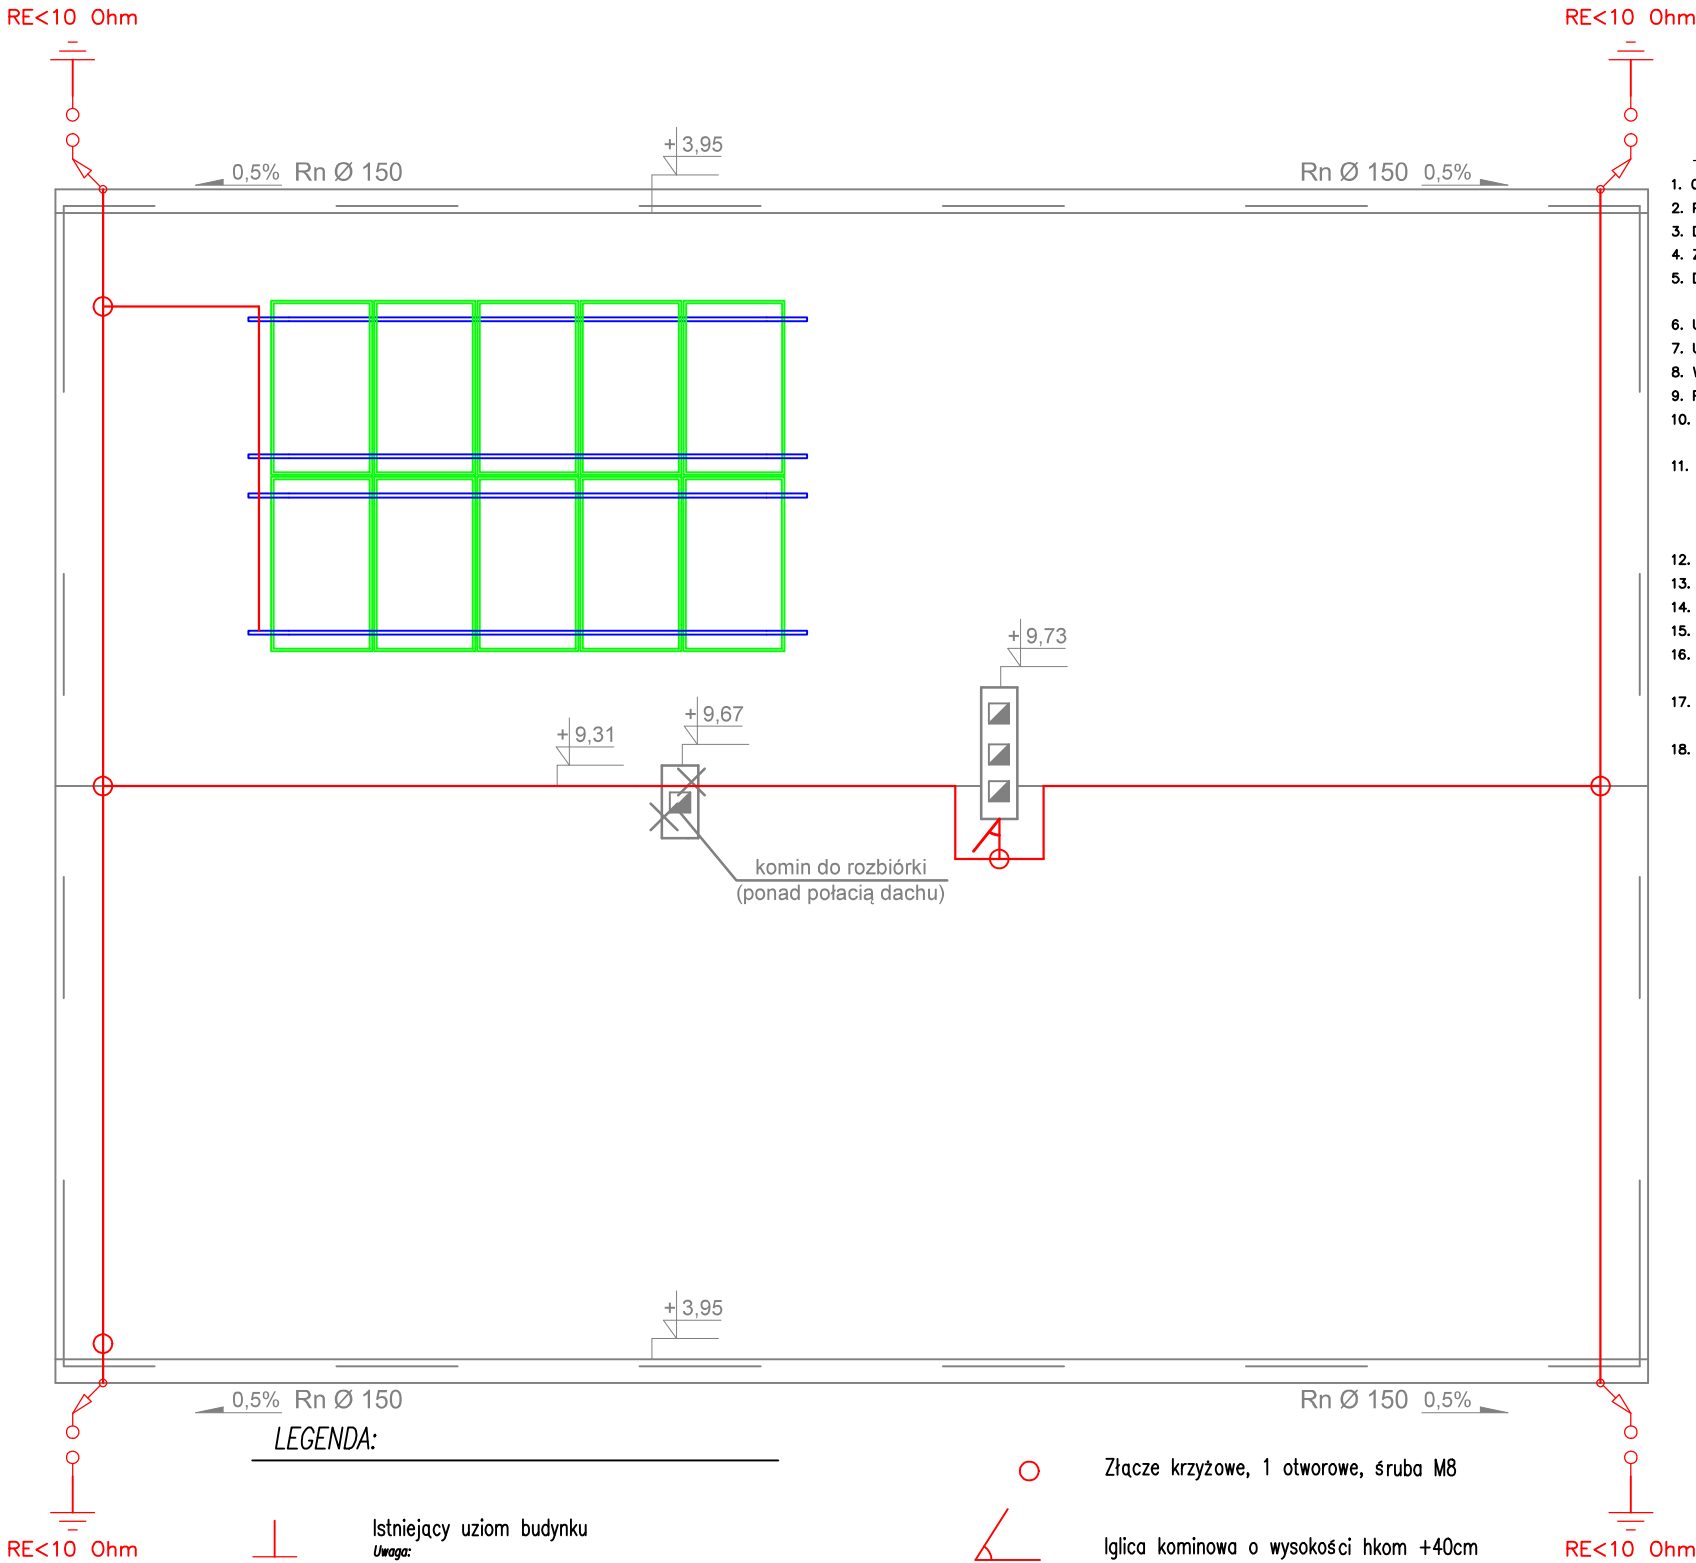 RE<10 Ohm
RE<10 Ohm
+ 3,95
0,5% Rn Ø 150
Rn Ø 150 0,5%
1.
2.
3.
4.
5.
6.
7.
8.
9.
10.
11.
12.
13.
14.
15.
16.
17.
18.
+ 9,73
+ 9,67
+ 9,31
komin do rozbiórki
(ponad połacią dachu)
+ 3,95
0,5% Rn Ø 150
Rn Ø 150 0,5%
LEGENDA:
Złącze krzyżowe, 1 otworowe, śruba M8
Istniejący uziom budynku
Uwaga:
Iglica kominowa o wysokości hkom +40cm
RE<10 Ohm
RE<10 Ohm